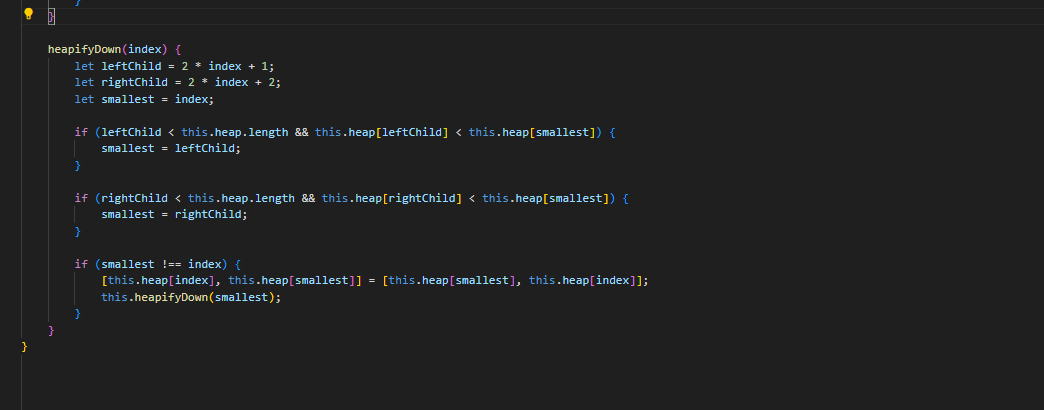 }
}
heapifyDown(index) {
let leftChild = 2 * index + 1;
let rightChild = 2 * index + 2;
let smallest = index;
if (leftChild < this.heap.length && this.heap[leftChild] < this.heap[smallest]) {
smallest = leftChild;
}
if (rightChild < this.heap.length && this.heap[rightChild] < this.heap[smallest]) {
smallest = rightChild;
}
if (smallest !== index) {
[this.heap[index], this.heap[smallest]] = [this.heap[smallest], this.heap[index]];
this.heapifyDown(smallest);
}
}
}